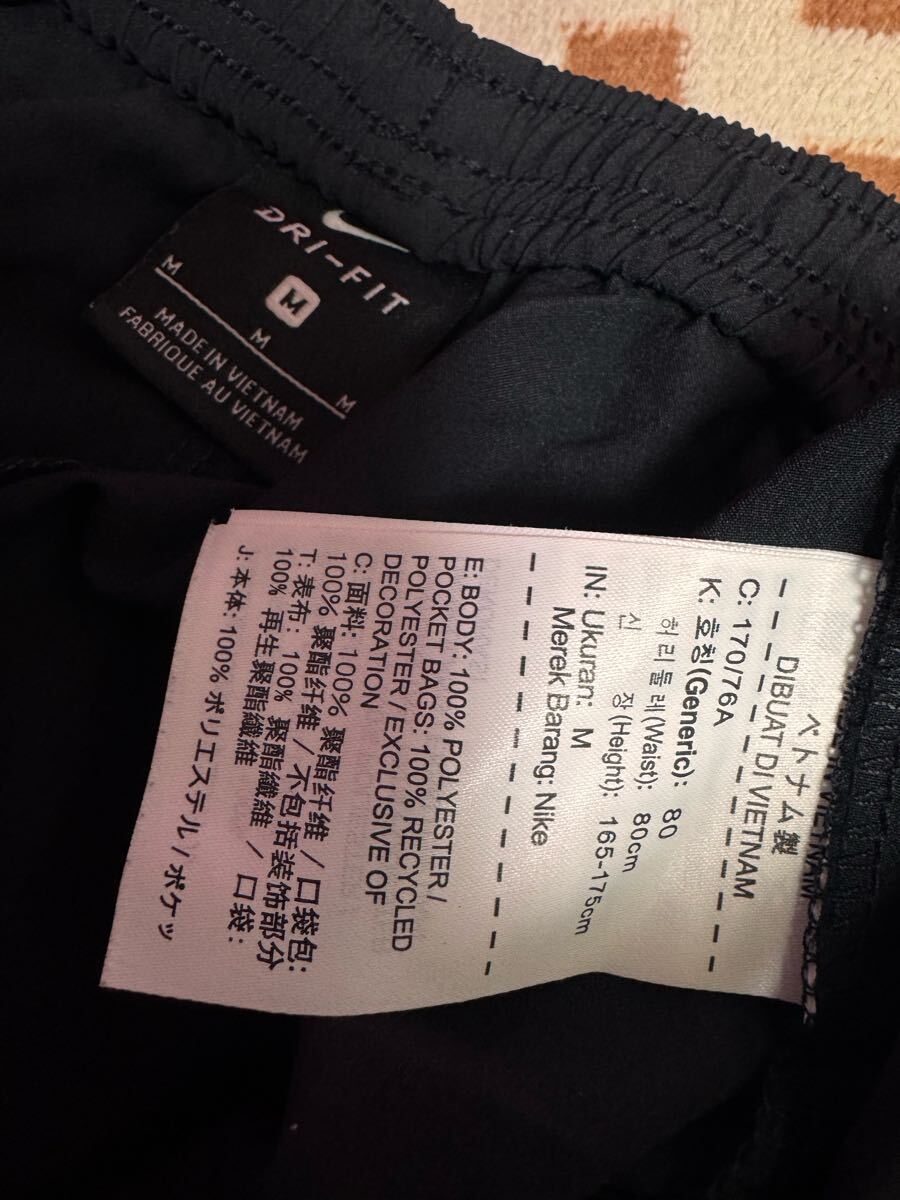 DRI-FIT
M
M
M
M
MADE IN VIETNAM
FABRIQUE AU VIETNAM
ベトナム製
DIBUAT DI VIETNAM
C: 170/76A
K: 호칭(Generic): 80
허리둘레(Waist): 80cm
신 장(Height): 165-175cm
IN: Ukuran: M
Merek Barang: Nike
E: BODY: 100% POLYESTER /
POCKET BAGS: 100% RECYCLED
POLYESTER / EXCLUSIVE OF
DECORATION
C: 面料: 100% 聚酯纤维 / 口袋包:
100% 聚酯纤维 / 不包括装饰部分
T: 表布: 100% 聚酯纖維 / 口袋:
100% 再生聚酯纖維
J: 本体: 100% ポリエステル / ポケッ